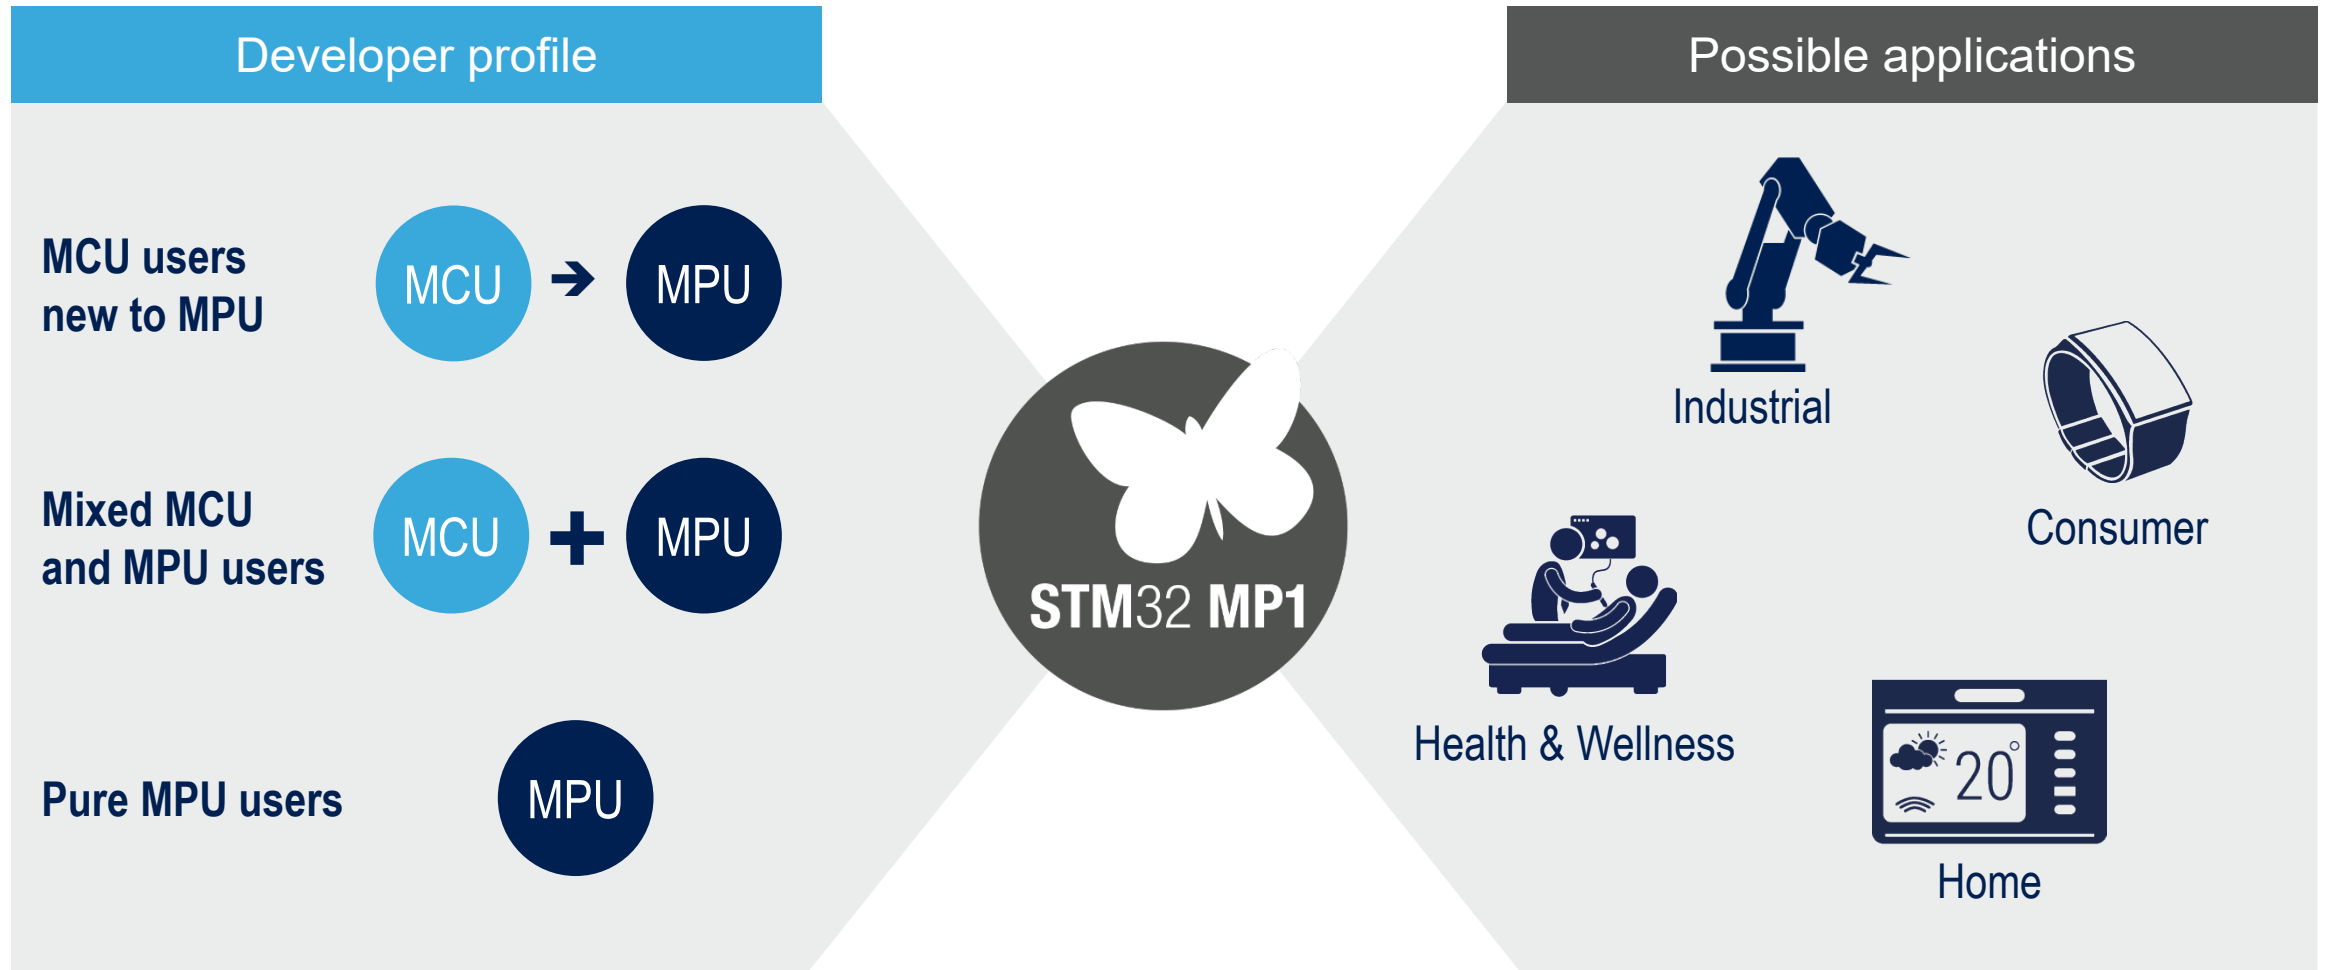 Developer profile
MCU users
new to MPU
MCU
MPU
Mixed MCU
and MPU users
MCU
MPU
Pure MPU users
MPU
STM32 MP1
Possible applications
Industrial
Consumer
Health & Wellness
20°
Home